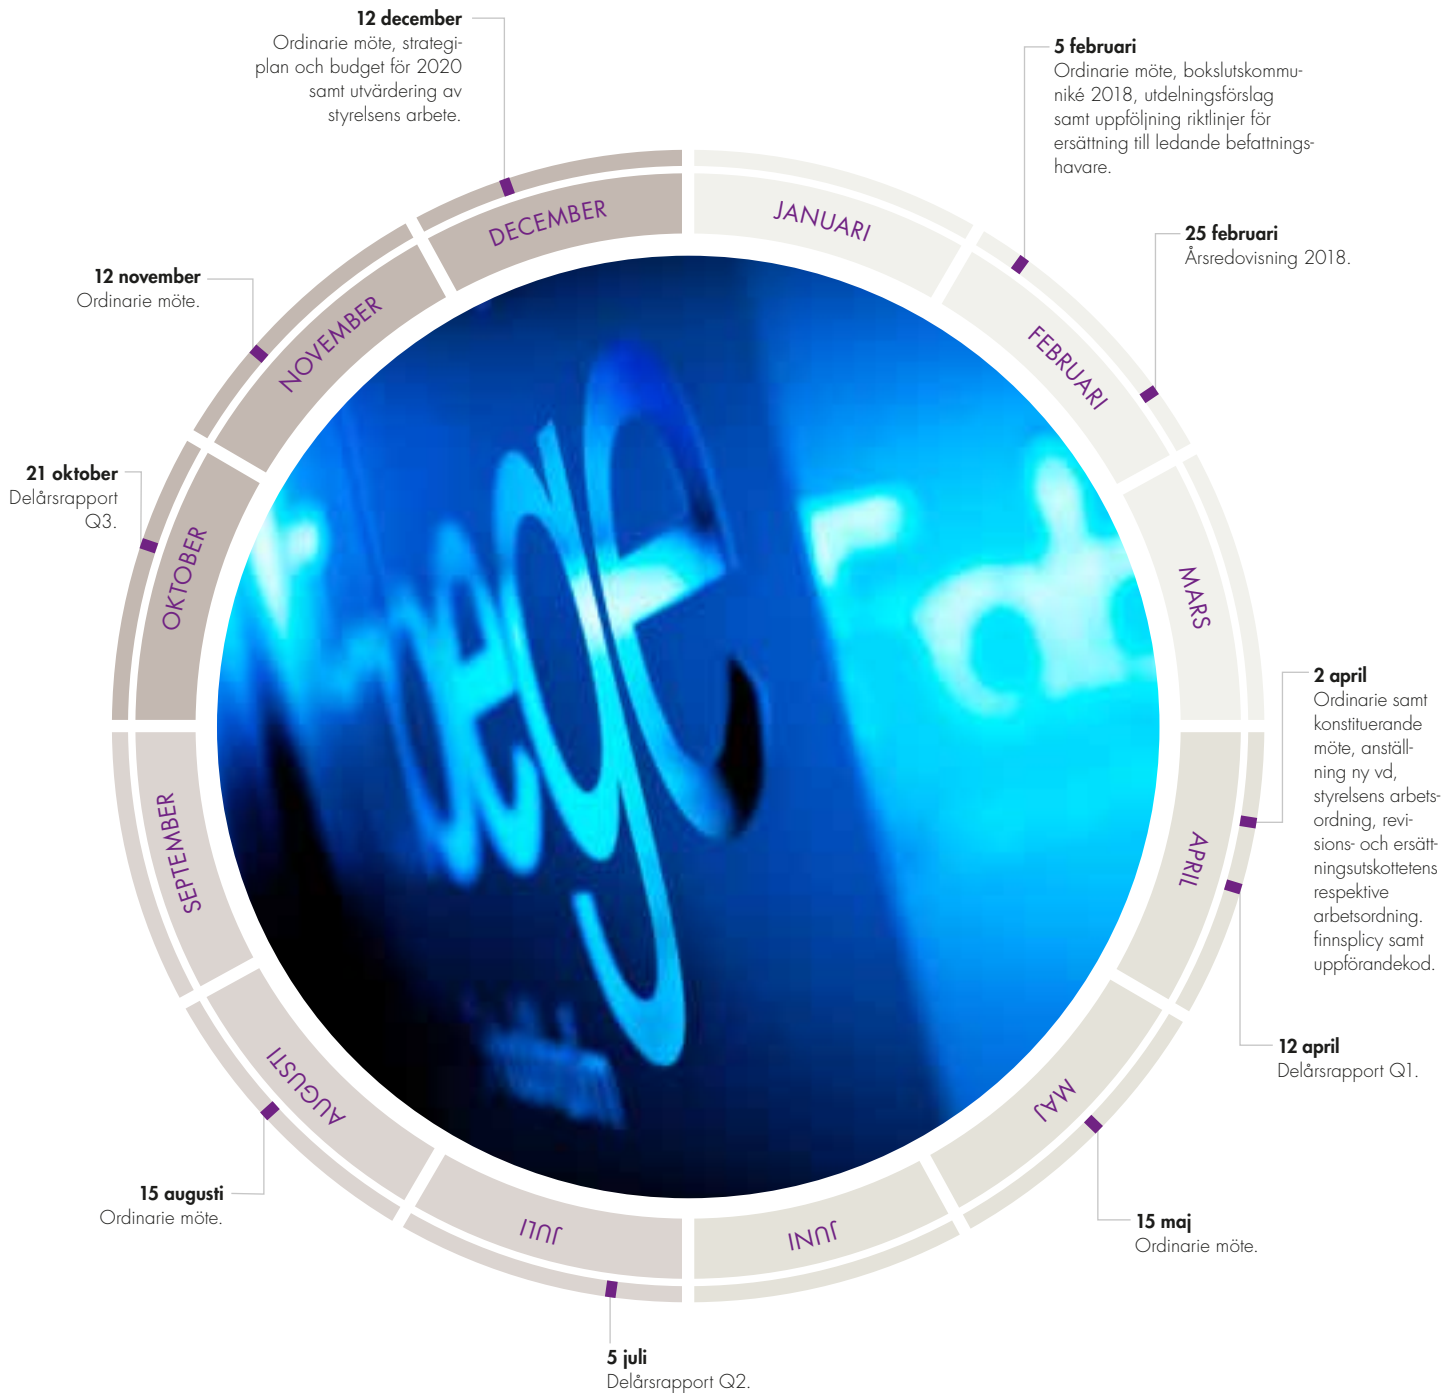 12 december
Ordinarie möte, strategi-
plan och budget för 2020
samt utvärdering av
styrelsens arbete.
5 februari
Ordinarie möte, bokslutskommu-
niké 2018, utdelningsförslag
samt uppföljning riktlinjer för
ersättning till ledande befattnings-
havare.
25 februari
Årsredovisning 2018.
12 november
Ordinarie möte.
21 oktober
Delårsrapport
Q3.
2 april
Ordinarie samt
konstituerande
möte, anställ-
ning ny vd,
styrelsens arbets-
ordning, revi-
sions- och ersätt-
ningsutskottetens
respektive
arbetsordning.
finnsplicy samt
uppförandekod.
12 april
Delårsrapport Q1.
15 maj
Ordinarie möte.
5 juli
Delårsrapport Q2.
15 augusti
Ordinarie möte.
JANUARI
FEBRUARI
MARS
APRIL
MAJ
JUNI
JULI
AUGUSTI
SEPTEMBER
OKTOBER
NOVEMBER
DECEMBER